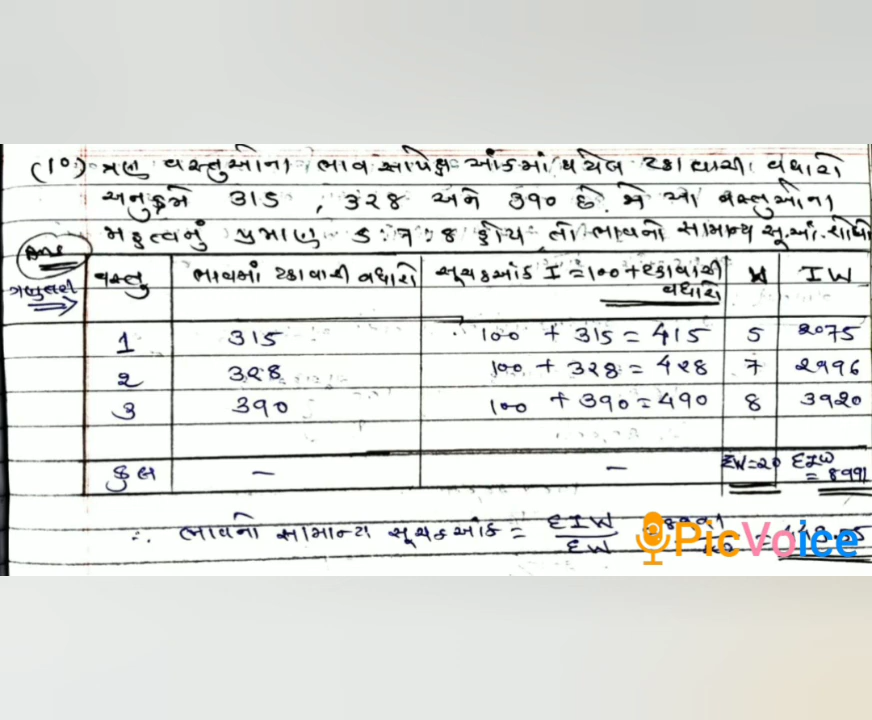 (10.) ત્રણ વસ્તુઓના ભાવ સાપેક્ષ આંકમાં થયેલ ટકાવારી વધારો
અનુક્રમે 315, 328 અને 390 છે. જો આ વસ્તુઓના
મહત્વનું પ્રમાણ 5:7:8 હોય તો ભાવનો સામાન્ય સૂ.આં. શોધો
Ans
ગણતરી
વસ્તુ ભાવમાં ટકાવારી વધારો સૂચકઆંક I = 100 + ટકાવારી વધારો W IW
1 315 100 + 315 = 415 5 2075
2 328 100 + 328 = 428 7 2996
3 390 100 + 390 = 490 8 3920
કુલ — — ΣW=20 ΣIW = 8991
∴ ભાવનો સામાન્ય સૂચકઆંક = ΣIW / ΣW =
PicVoice